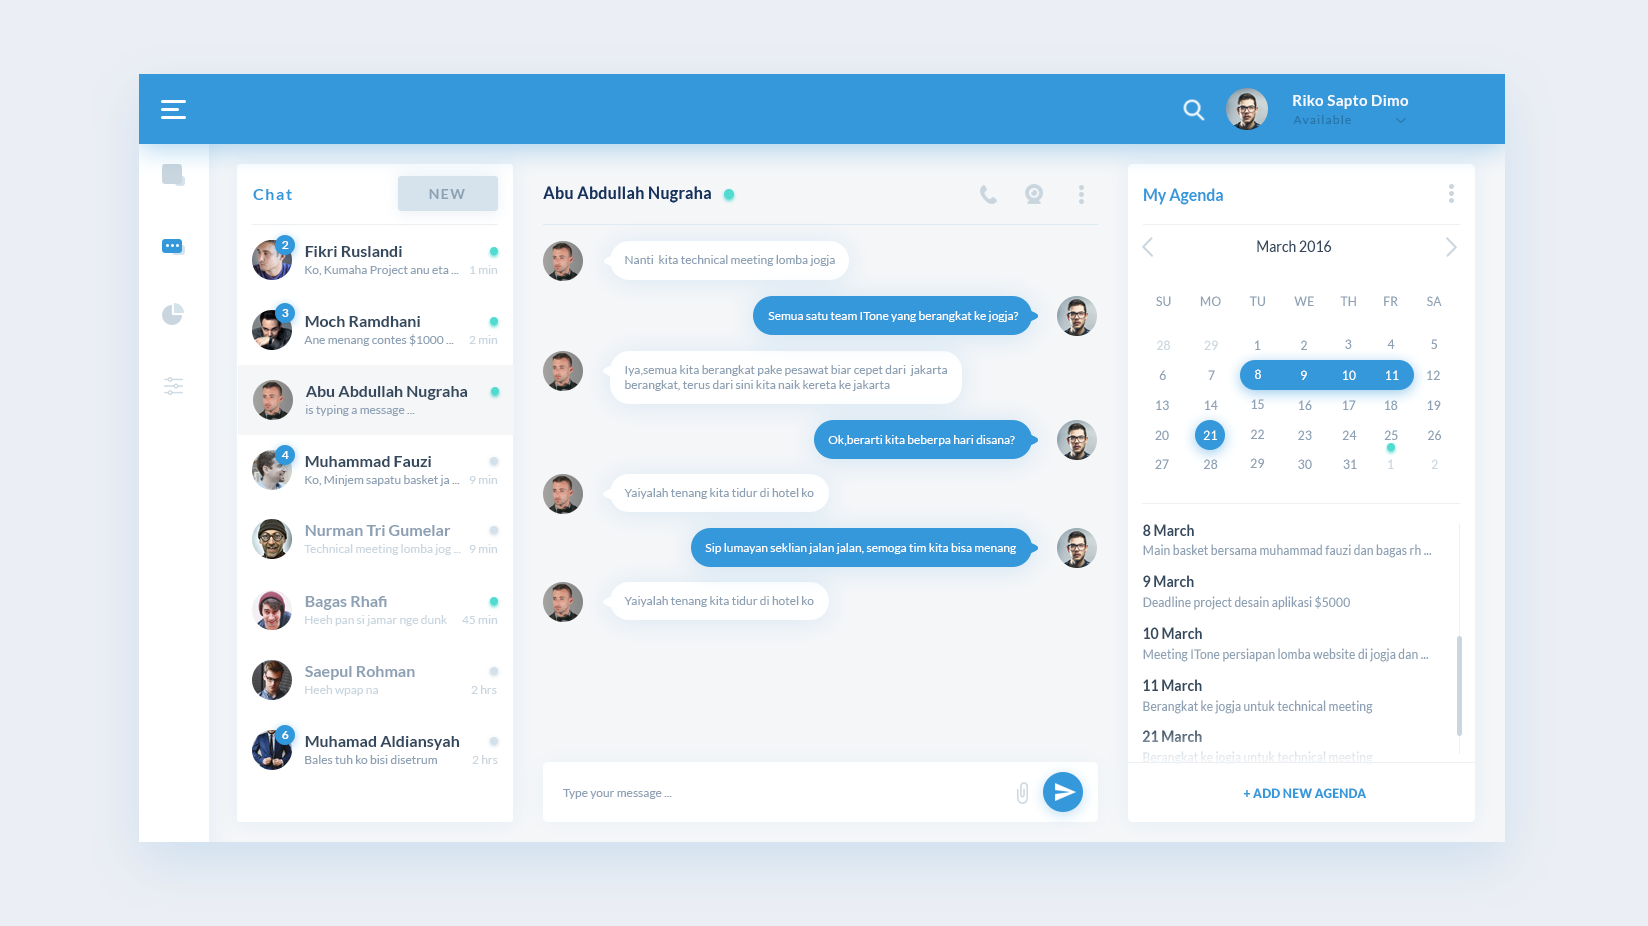 Riko Sapto Dimo
Available
Chat
NEW
2
Fikri Ruslandi
Ko, Kumaha Project anu eta ...
1 min
3
Moch Ramdhani
Ane menang contes $1000 ...
2 min
Abu Abdullah Nugraha
is typing a message ...
4
Muhammad Fauzi
Ko, Minjem sapatu basket ja ...
9 min
Nurman Tri Gumelar
Technical meeting lomba jog ...
9 min
Bagas Rhafi
Heeh pan si jamar nge dunk
45 min
Saepul Rohman
Heeh wpap na
2 hrs
6
Muhamad Aldiansyah
Bales tuh ko bisi disetrum
2 hrs
Abu Abdullah Nugraha
Nanti kita technical meeting lomba jogja
Semua satu team ITone yang berangkat ke jogja?
Iya,semua kita berangkat pake pesawat biar cepet dari jakarta
berangkat, terus dari sini kita naik kereta ke jakarta
Ok,berarti kita beberpa hari disana?
Yaiyalah tenang kita tidur di hotel ko
Sip lumayan seklian jalan jalan, semoga tim kita bisa menang
Yaiyalah tenang kita tidur di hotel ko
Type your message ...
My Agenda
March 2016
SU MO TU WE TH FR SA
28 29 1 2 3 4 5
6 7 8 9 10 11 12
13 14 15 16 17 18 19
20 21 22 23 24 25 26
27 28 29 30 31 1 2
8 March
Main basket bersama muhammad fauzi dan bagas rh ...
9 March
Deadline project desain aplikasi $5000
10 March
Meeting ITone persiapan lomba website di jogja dan ...
11 March
Berangkat ke jogja untuk technical meeting
21 March
Berangkat ke jogja untuk technical meeting
+ ADD NEW AGENDA